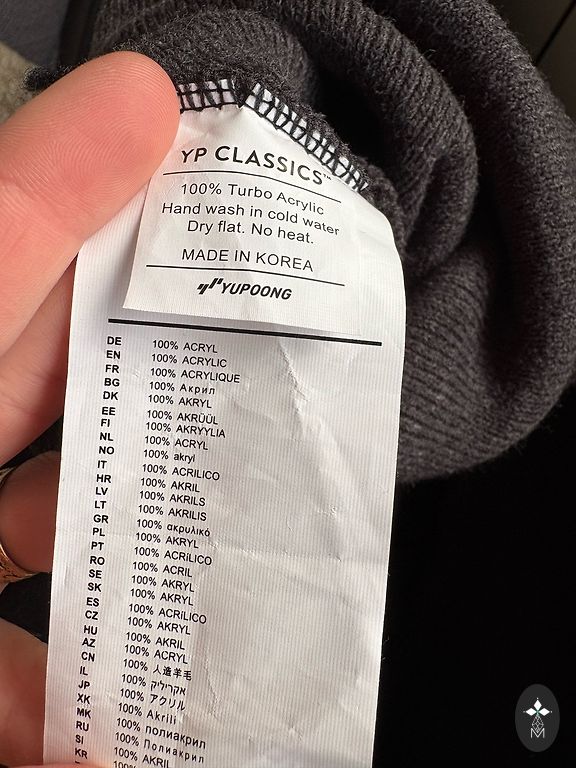 YP CLASSICS™
100% Turbo Acrylic
Hand wash in cold water
Dry flat. No heat.
MADE IN KOREA
YUPOONG
DE 100% ACRYL
EN 100% ACRYLIC
FR 100% ACRYLIQUE
BG 100% Акрил
DK 100% AKRYL
EE 100% AKRÜÜL
FI 100% AKRYYLIA
NL 100% ACRYL
NO 100% akryl
IT 100% ACRILICO
HR 100% AKRIL
LV 100% AKRILS
LT 100% AKRILIS
GR 100% ακρυλικό
PL 100% AKRYL
PT 100% ACRíLICO
RO 100% ACRIL
SE 100% AKRYL
SK 100% AKRYL
ES 100% ACRíLICO
CZ 100% AKRYL
HU 100% AKRIL
AZ 100% ACRYL
CN 100% 人造羊毛
IL 100% אקריליק
JP 100% アクリル
XK 100% Akrili
MK 100% полиакрил
RU 100% Полиакрил
SI 100% AKRIL
KR
M